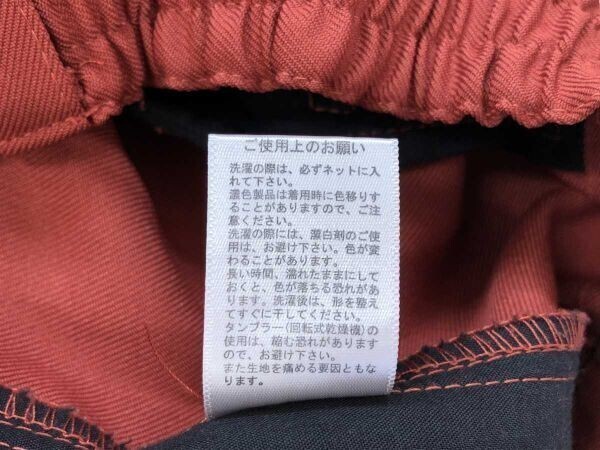 ご使用上のお願い
洗濯の際は、必ずネットに入
れて下さい。
濃色製品は着用時に色移りす
ることがありますので、ご注
意ください。
洗濯の際には、漂白剤のご使
用は、お避け下さい。色が変
わることがあります。
長い時間、濡れたままにして
おくと、色が落ちる恐れがあ
ります。洗濯後は、形を整え
てすぐに干してください。
タンブラー(回転式乾燥機)の
使用は、縮む恐れがあります
ので、お避け下さい。
また生地を痛める要因ともな
ります。